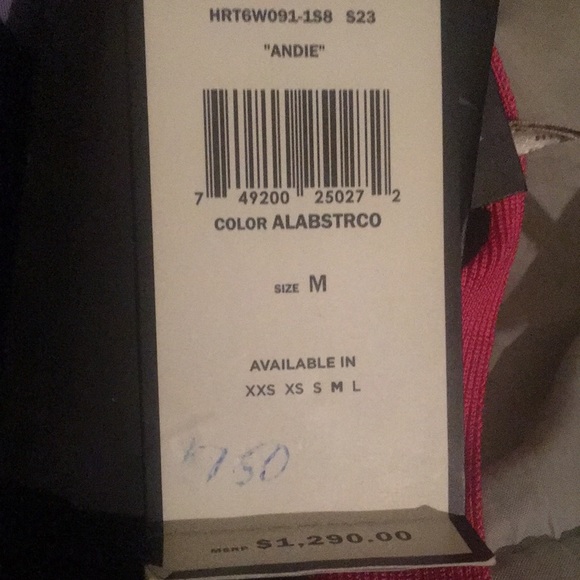 HRT6W091-1S8 S23
"ANDIE"
7 49200 25027 2
COLOR ALABSTRCO
SIZE M
AVAILABLE IN
XXS XS S M L
$750
MSRP $1,290.00